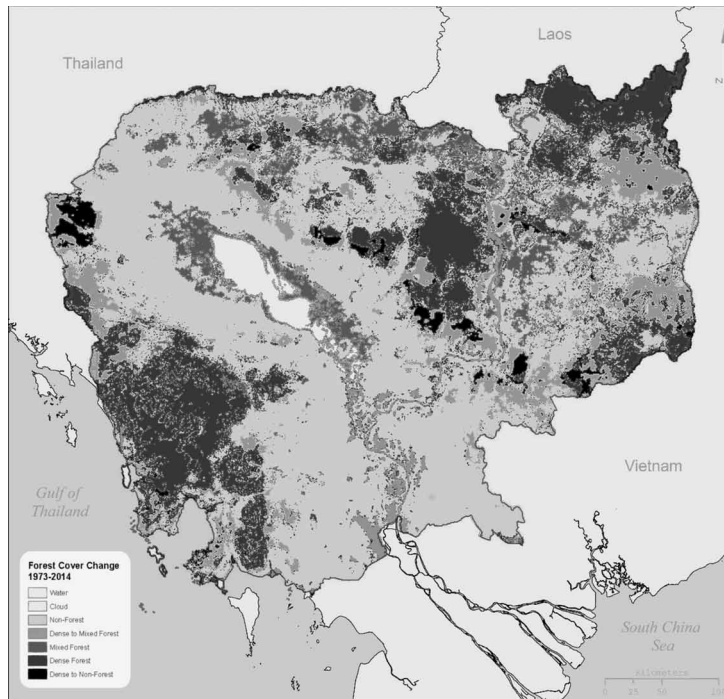 Laos
Thailand
N
Vietnam
Gulf of
Thailand
Forest Cover Change
1973-2014
Water
Cloud
Non-Forest
Dense to Mixed Forest
Mixed Forest
Dense Forest
Dense to Non-Forest
South China
Sea
Kilometers
0 25 50 100